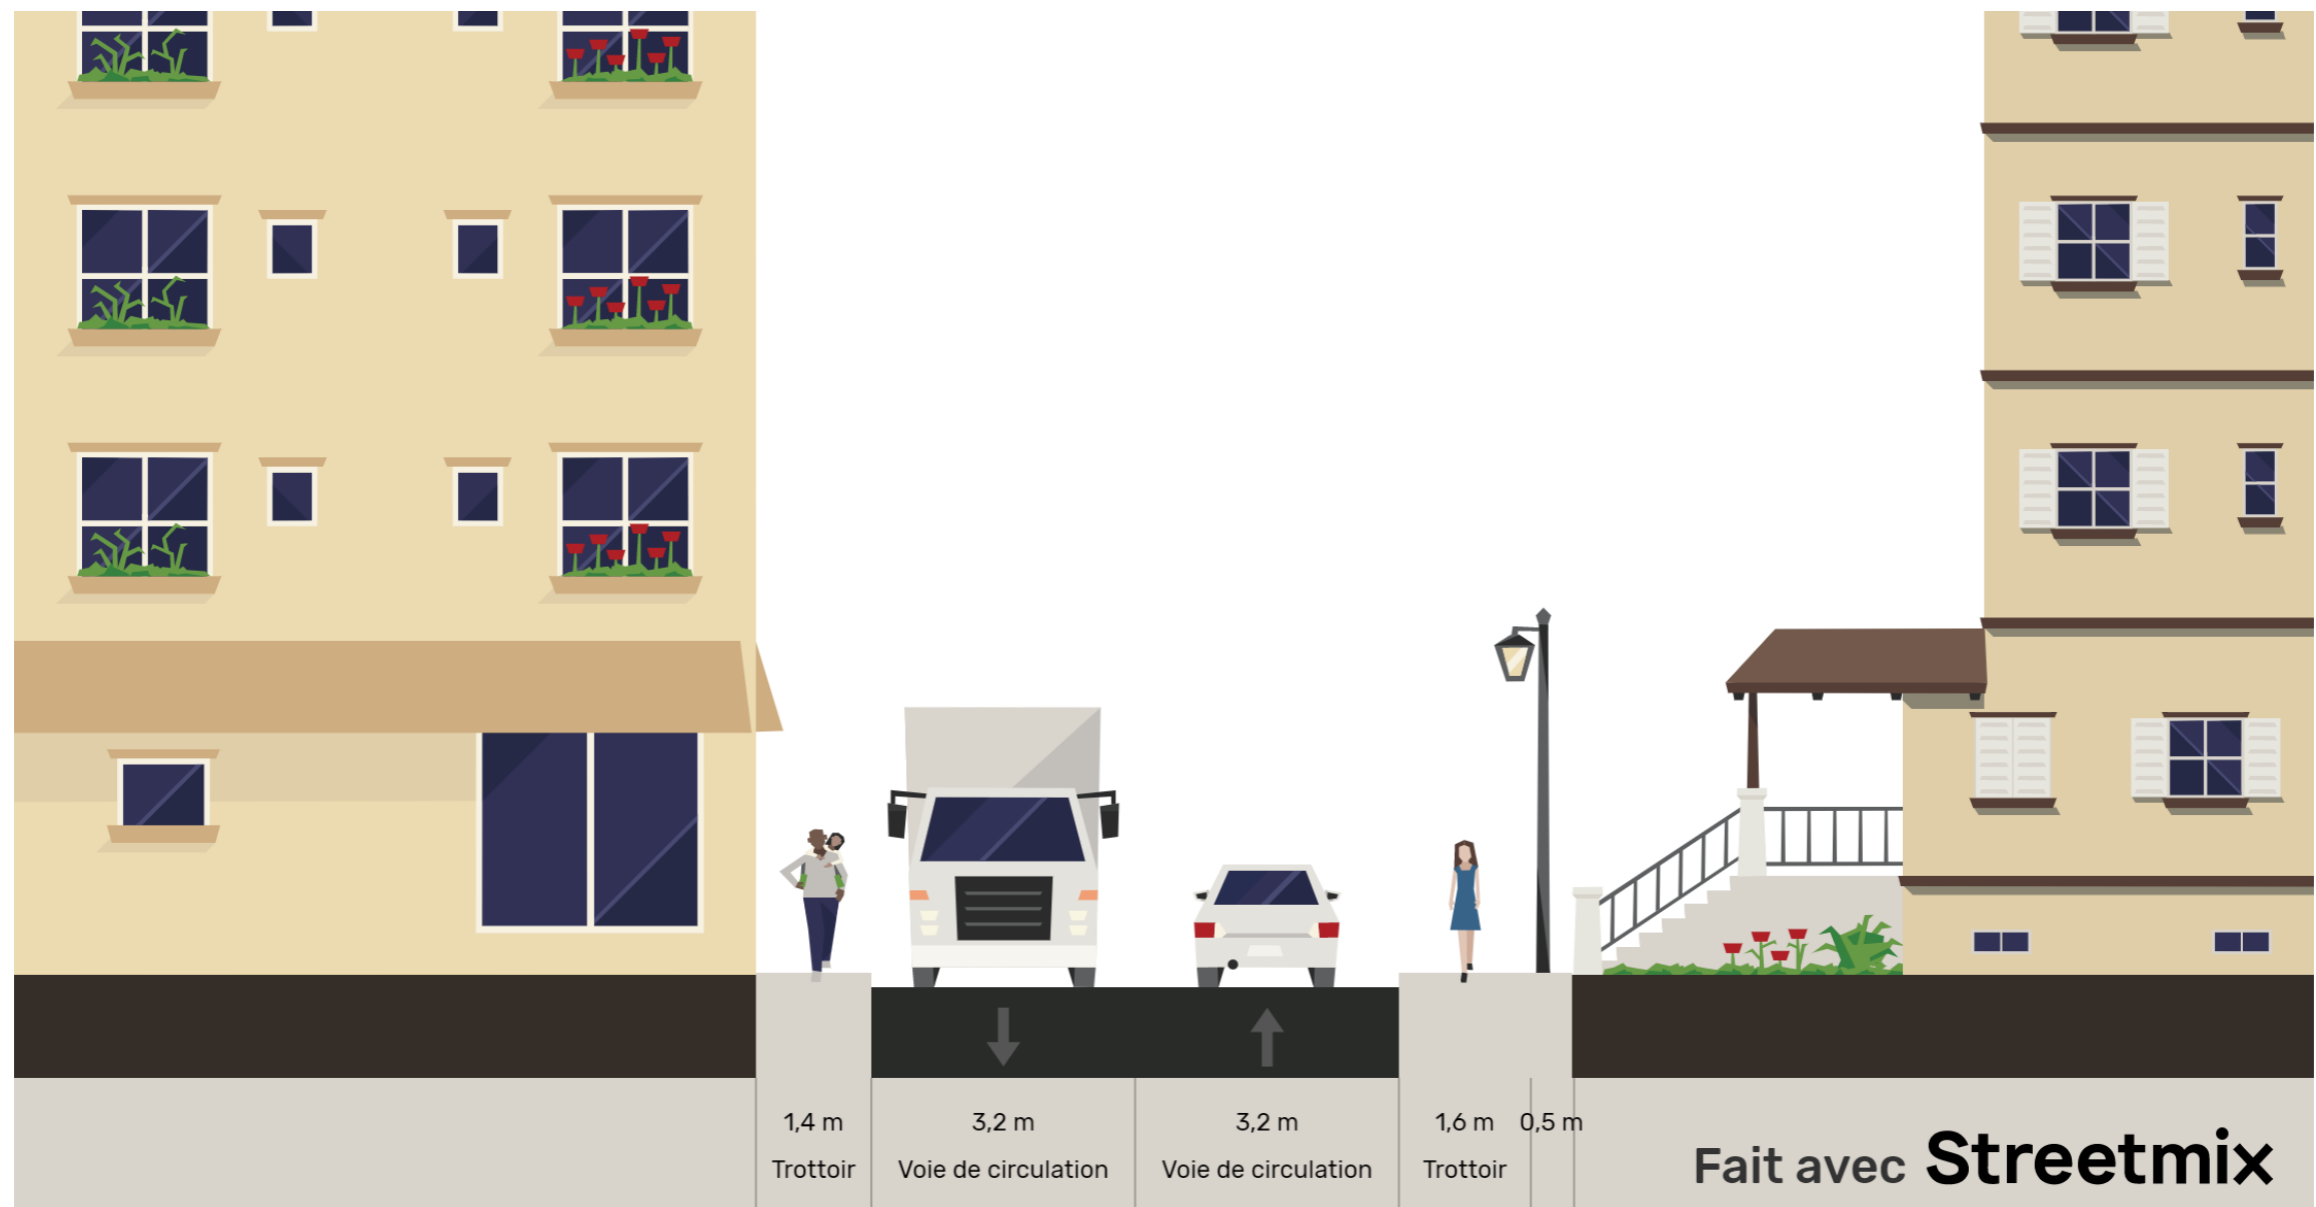 1,4 m
3,2 m
3,2 m
1,6 m
0,5 m
Trottoir
Voie de circulation
Voie de circulation
Trottoir
Fait avec Streetmix